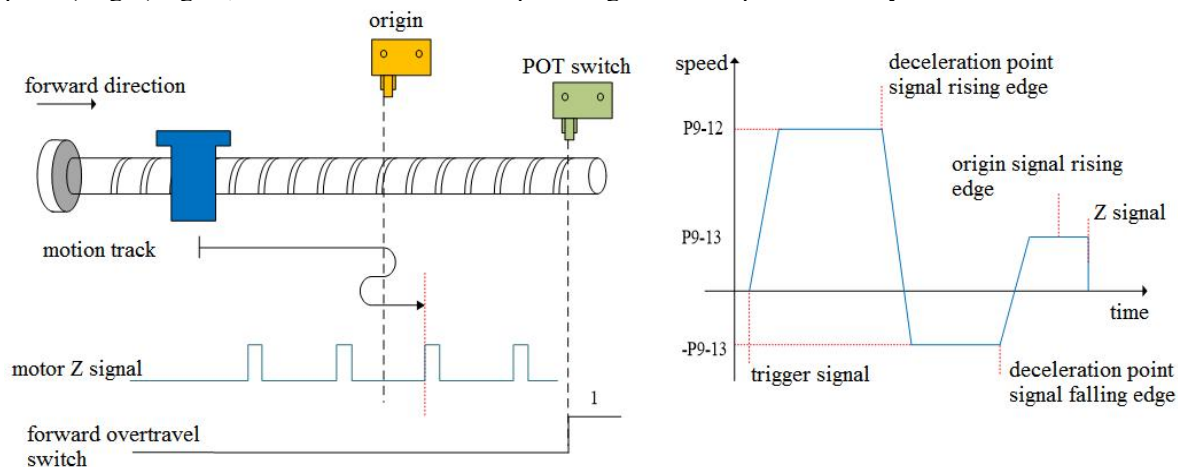 origin
POT switch
forward direction
motion track
motor Z signal
1
forward overtravel
switch
speed
deceleration point
signal rising edge
P9-12
origin signal rising
edge
Z signal
P9-13
time
-P9-13
trigger signal
deceleration point
signal falling edge